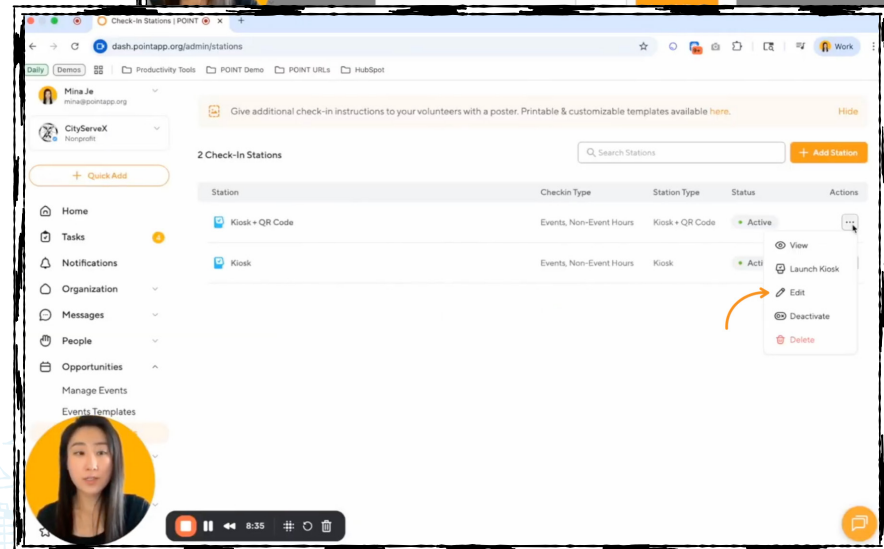 Check-In Stations | POINT
dash.pointapp.org/admin/stations
Work
Daily
Demos
Productivity Tools
POINT Demo
POINT URLs
HubSpot
Mina Je
mina@pointapp.org
CityServeX
Nonprofit
+ Quick Add
Home
Tasks
Notifications
Organization
Messages
People
Opportunities
Manage Events
Events Templates
Give additional check-in instructions to your volunteers with a poster. Printable & customizable templates available here.
Hide
2 Check-In Stations
Search Stations
+ Add Station
Station
Checkin Type
Station Type
Status
Actions
Kiosk + QR Code
Events, Non-Event Hours
Kiosk + QR Code
Active
Kiosk
Events, Non-Event Hours
Kiosk
Acti
View
Launch Kiosk
Edit
Deactivate
Delete
8:35